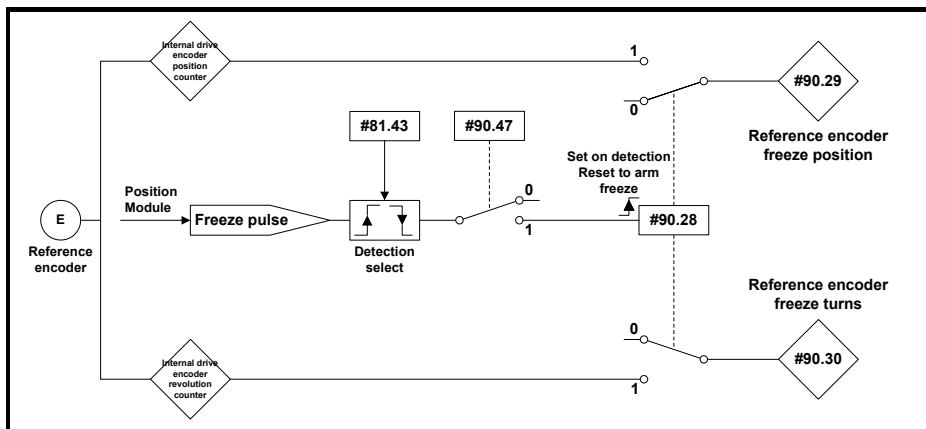 Internal drive
encoder
position
counter
1
0
#90.29
Reference encoder
freeze position
#81.43
#90.47
Set on detection
Reset to arm
freeze
Position
Module
E
Freeze pulse
0
1
#90.28
Reference
encoder
Detection
select
Reference encoder
freeze turns
0
1
#90.30
Internal drive
encoder
revolution
counter